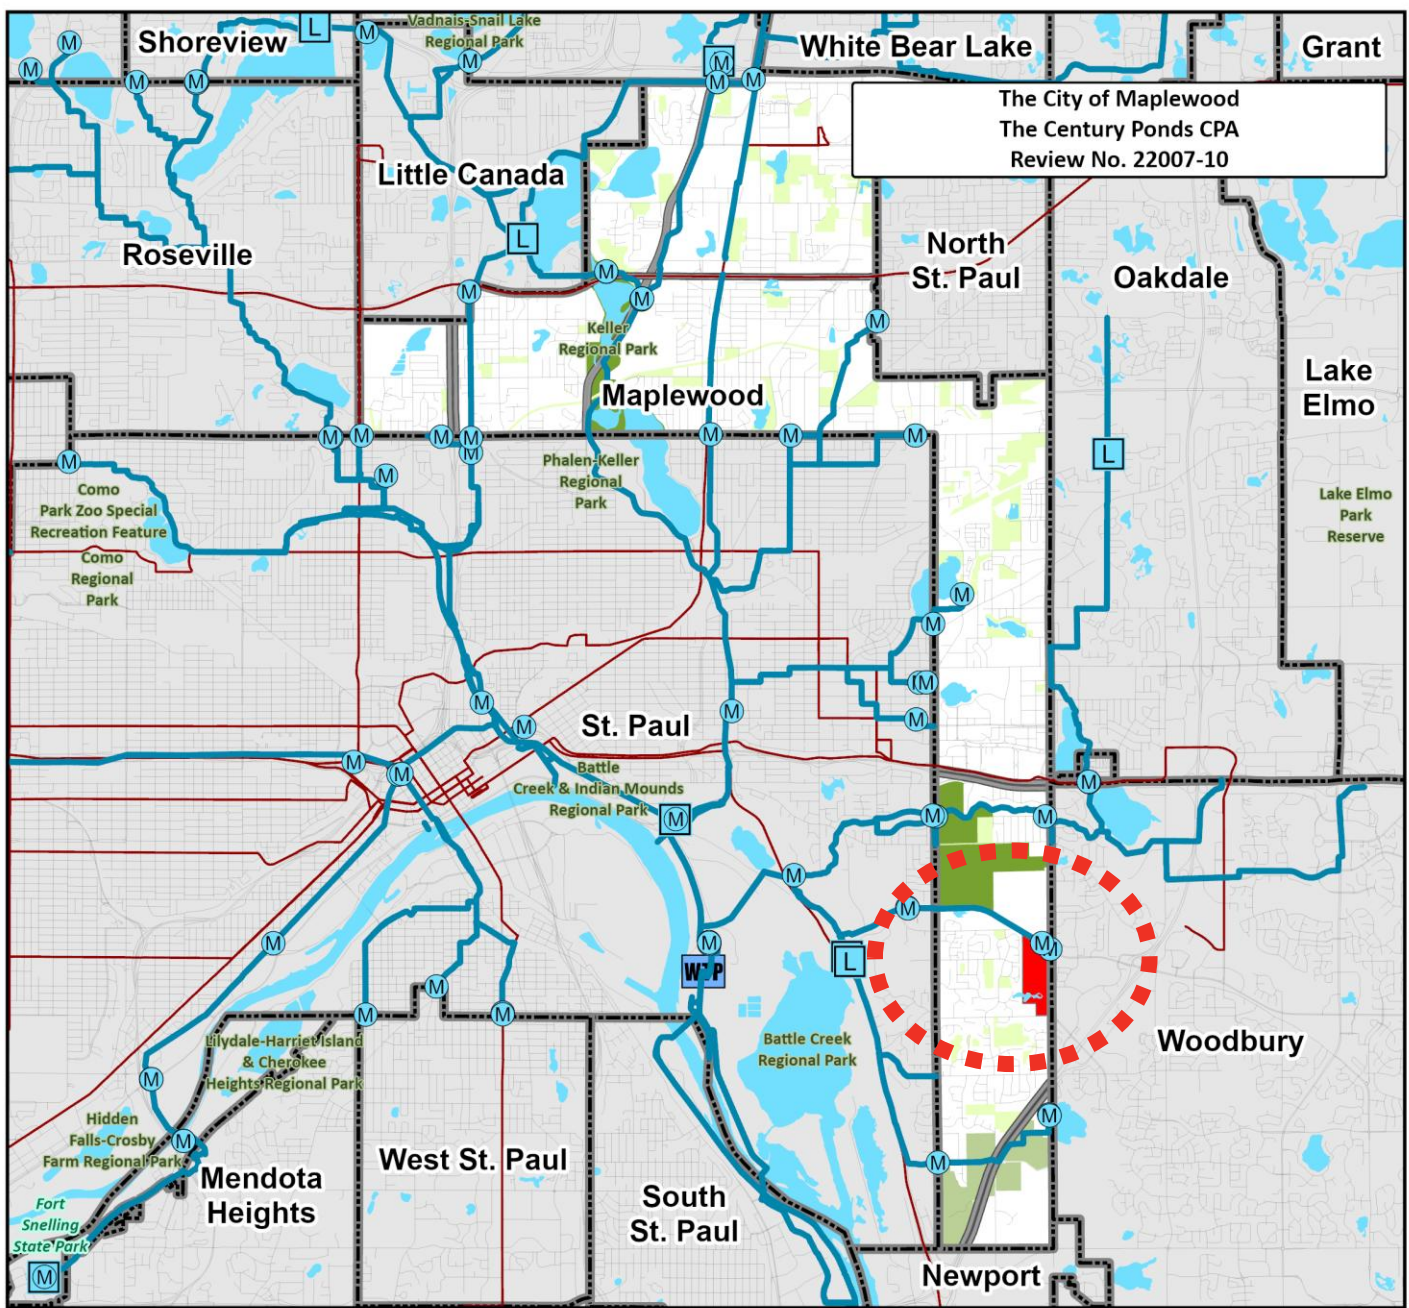 Vadnais-Snail Lake
Regional Park
Shoreview
L
White Bear Lake
Grant
M
M
M
M
M
M
M
M
M
The City of Maplewood
The Century Ponds CPA
Review No. 22007-10
Little Canada
L
Roseville
North
St. Paul
Oakdale
M
M
M
M
Keller
Regional Park
Maplewood
Lake
Elmo
M
M
M
M
M
M
M
M
M
M
L
Phalen-Keller
Regional
Park
Como
Park Zoo Special
Recreation Feature
Como
Regional
Park
Lake Elmo
Park
Reserve
M
M
M
M
M
M
M
St. Paul
M
M
M
M
Battle
Creek & Indian Mounds
Regional Park
M
M
M
M
M
M
M
M
M
M
L
WTP
M
M
M
Battle Creek
Regional Park
Woodbury
Lilydale-Harriet Island
& Cherokee
Heights Regional Park
M
Hidden
Falls-Crosby
Farm Regional Park
M
M
M
West St. Paul
Mendota
Heights
South
St. Paul
Fort
Snelling
State Park
M
Newport